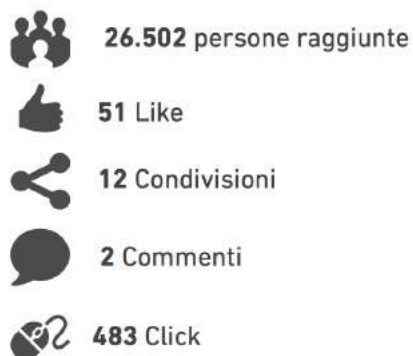 26.502 persone raggiunte
51 Like
12 Condivisioni
2 Commenti
483 Click